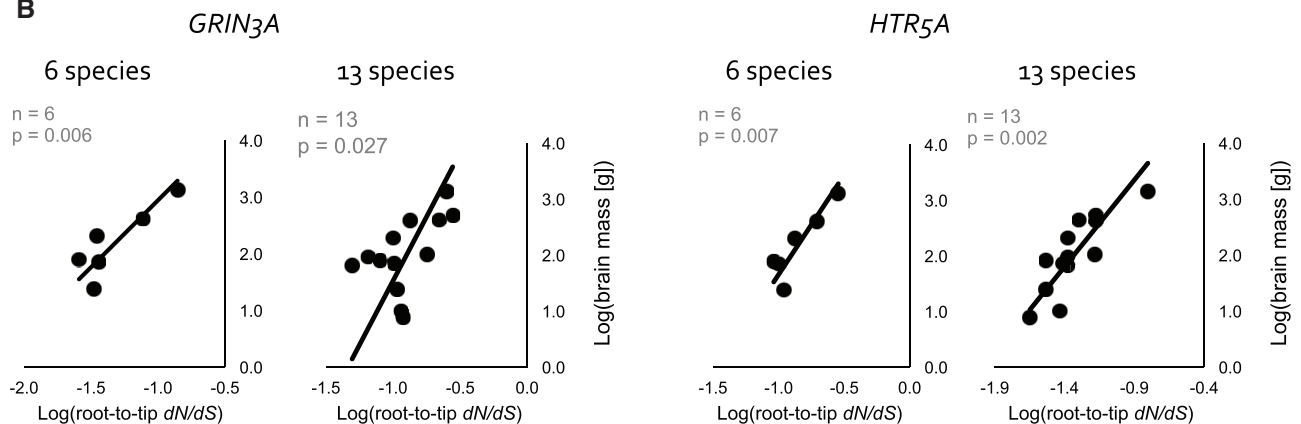 B
GRIN3A
HTR5A
6 species
13 species
6 species
13 species
n = 6
p = 0.006
n = 13
p = 0.027
n = 6
p = 0.007
n = 13
p = 0.002
4.0
3.0
2.0
1.0
0.0
-2.0 -1.5 -1.0 -0.5
Log(root-to-tip dN/dS)
4.0
3.0
2.0
1.0
0.0
Log(brain mass [g])
-1.5 -1.0 -0.5 0.0
Log(root-to-tip dN/dS)
4.0
3.0
2.0
1.0
0.0
-1.5 -1.0 -0.5 0.0
Log(root-to-tip dN/dS)
4.0
3.0
2.0
1.0
0.0
Log(brain mass [g])
-1.9 -1.4 -0.9 -0.4
Log(root-to-tip dN/dS)